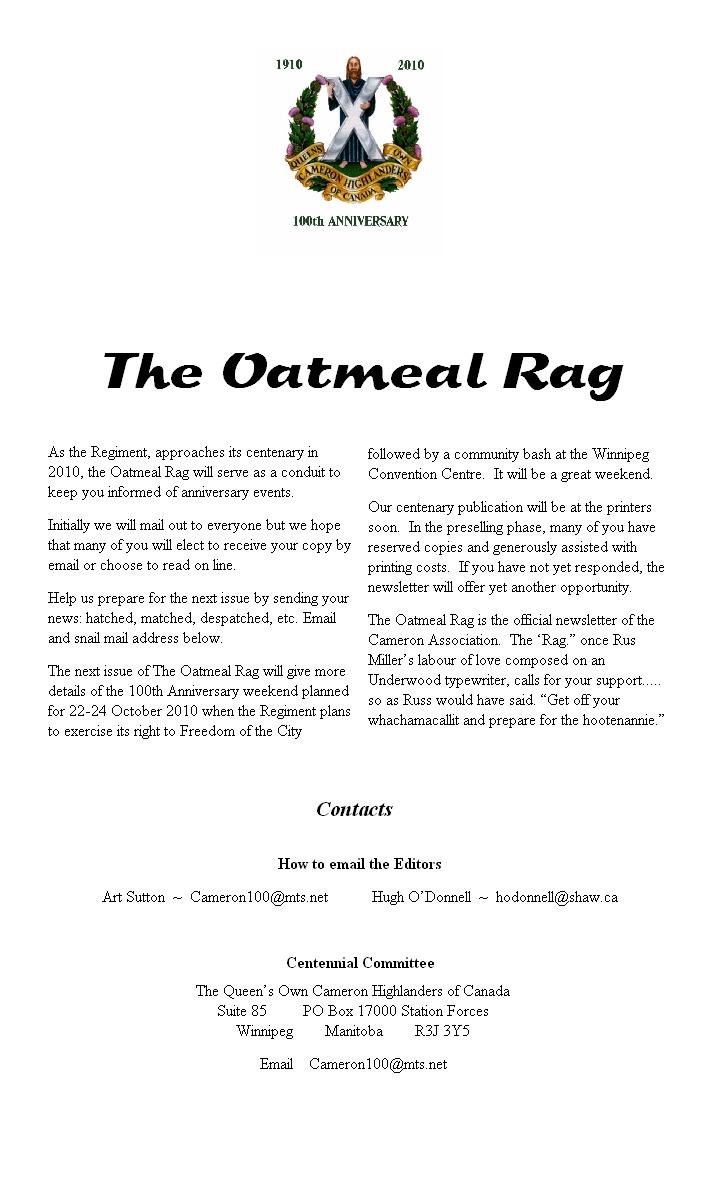 1910 2010
QUEENS OWN
CAMERON HIGHLANDERS
OF CANADA
100th ANNIVERSARY
The Oatmeal Rag
As the Regiment, approaches its centenary in
2010, the Oatmeal Rag will serve as a conduit to
keep you informed of anniversary events.
Initially we will mail out to everyone but we hope
that many of you will elect to receive your copy by
email or choose to read on line.
Help us prepare for the next issue by sending your
news: hatched, matched, despatched, etc. Email
and snail mail address below.
The next issue of The Oatmeal Rag will give more
details of the 100th Anniversary weekend planned
for 22-24 October 2010 when the Regiment plans
to exercise its right to Freedom of the City
followed by a community bash at the Winnipeg
Convention Centre.  It will be a great weekend.
Our centenary publication will be at the printers
soon.  In the preselling phase, many of you have
reserved copies and generously assisted with
printing costs.  If you have not yet responded, the
newsletter will offer yet another opportunity.
The Oatmeal Rag is the official newsletter of the
Cameron Association.  The ‘Rag.” once Rus
Miller’s labour of love composed on an
Underwood typewriter, calls for your support.....
so as Russ would have said. “Get off your
whachamacallit and prepare for the hootenannie.”
Contacts
How to email the Editors
Art Sutton ~ Cameron100@mts.net Hugh O’Donnell ~ hodonnell@shaw.ca
Centennial Committee
The Queen’s Own Cameron Highlanders of Canada
Suite 85 PO Box 17000 Station Forces
Winnipeg Manitoba R3J 3Y5
Email Cameron100@mts.net